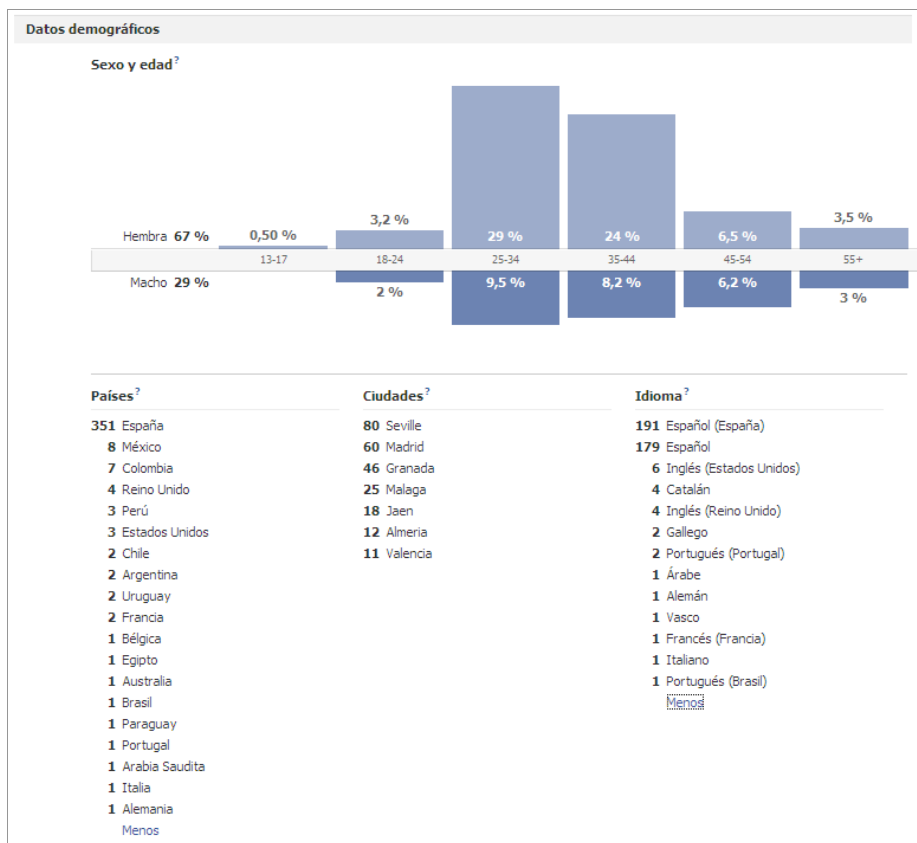 Datos demográficos
Sexo y edad?
Hembra 67 % 0,50 % 3,2 % 29 % 24 % 6,5 % 3,5 %
13-17 18-24 25-34 35-44 45-54 55+
Macho 29 % 2 % 9,5 % 8,2 % 6,2 % 3 %
Países?
351 España
8 México
7 Colombia
4 Reino Unido
3 Perú
3 Estados Unidos
2 Chile
2 Argentina
2 Uruguay
2 Francia
1 Bélgica
1 Egipto
1 Australia
1 Brasil
1 Paraguay
1 Portugal
1 Arabia Saudita
1 Italia
1 Alemania
Menos
Ciudades?
80 Seville
60 Madrid
46 Granada
25 Malaga
18 Jaen
12 Almeria
11 Valencia
Idioma?
191 Español (España)
179 Español
6 Inglés (Estados Unidos)
4 Catalán
4 Inglés (Reino Unido)
2 Gallego
2 Portugués (Portugal)
1 Árabe
1 Alemán
1 Vasco
1 Francés (Francia)
1 Italiano
1 Portugués (Brasil)
Menos